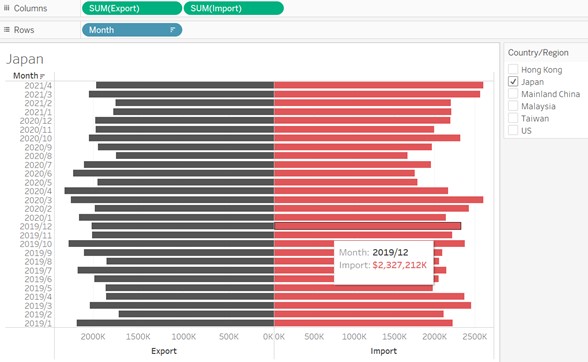 Columns SUM(Export) SUM(Import)
Rows Month
Japan
Month
2021/4
2021/3
2021/2
2021/1
2020/12
2020/11
2020/10
2020/9
2020/8
2020/7
2020/6
2020/5
2020/4
2020/3
2020/2
2020/1
2019/12
2019/11
2019/10
2019/9
2019/8
2019/7
2019/6
2019/5
2019/4
2019/3
2019/2
2019/1
Month: 2019/12
Import: $2,327,212K
2000K 1500K 1000K 500K 0K 0K 500K 1000K 1500K 2000K 2500K
Export Import
Country/Region
Hong Kong
Japan
Mainland China
Malaysia
Taiwan
US